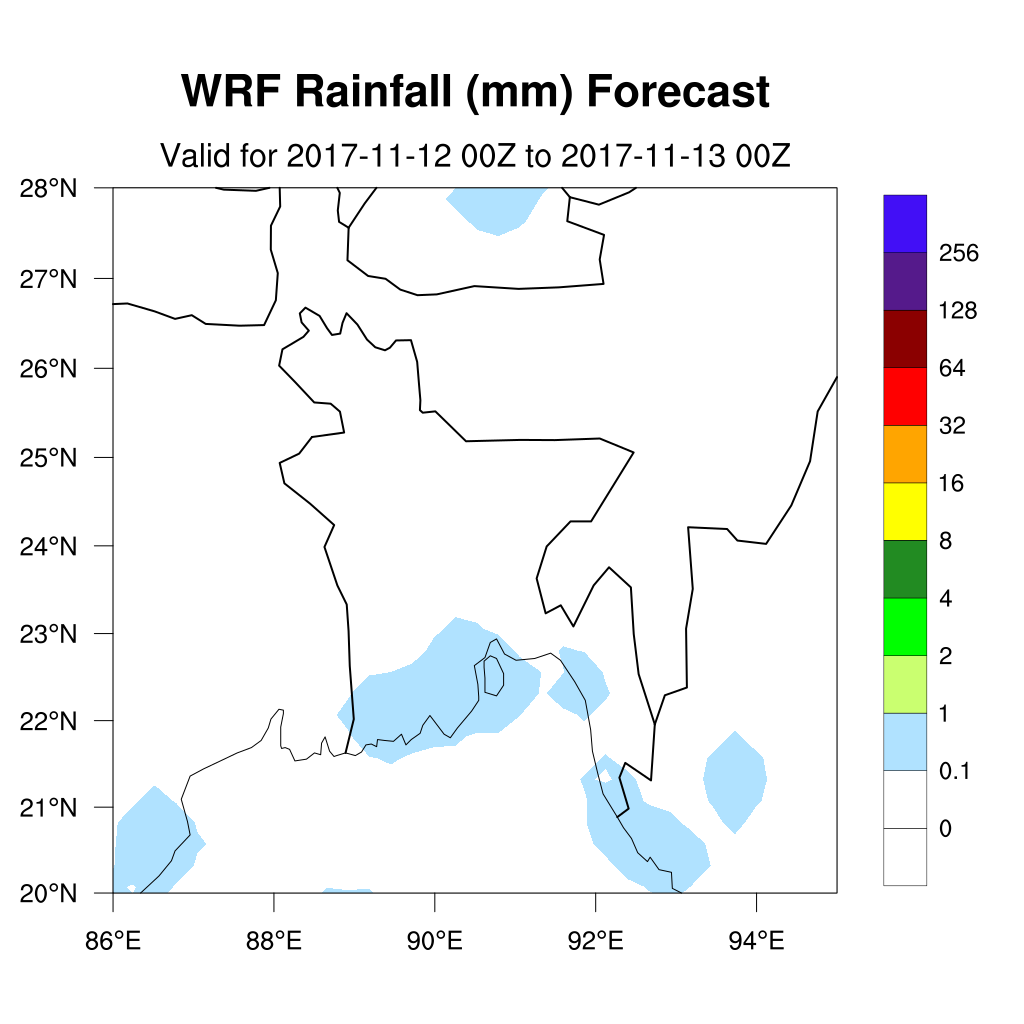 WRF Rainfall (mm) Forecast
Valid for 2017-11-12 00Z to 2017-11-13 00Z
28°N
27°N
26°N
25°N
24°N
23°N
22°N
21°N
20°N
86°E 88°E 90°E 92°E 94°E
256
128
64
32
16
8
4
2
1
0.1
0